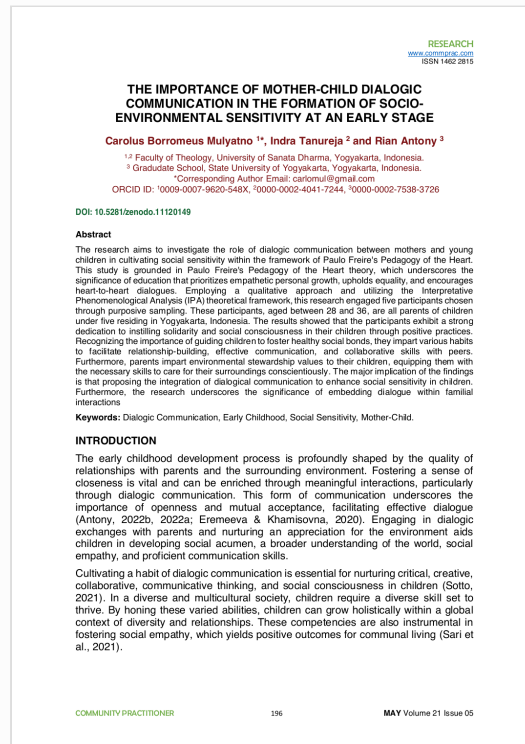 RESEARCH
www.commprac.com
ISSN 1462 2815
THE IMPORTANCE OF MOTHER-CHILD DIALOGIC
COMMUNICATION IN THE FORMATION OF SOCIO-
ENVIRONMENTAL SENSITIVITY AT AN EARLY STAGE
Carolus Borromeus Mulyatno 1*, Indra Tanureja 2 and Rian Antony 3
1,2 Faculty of Theology, University of Sanata Dharma, Yogyakarta, Indonesia.
3 Gradudate School, State University of Yogyakarta, Yogyakarta, Indonesia.
*Corresponding Author Email: carlomul@gmail.com
ORCID ID: 10009-0007-9620-548X, 20000-0002-4041-7244, 30000-0002-7538-3726
DOI: 10.5281/zenodo.11120149
Abstract
The research aims to investigate the role of dialogic communication between mothers and young
children in cultivating social sensitivity within the framework of Paulo Freire's Pedagogy of the Heart.
This study is grounded in Paulo Freire's Pedagogy of the Heart theory, which underscores the
significance of education that prioritizes empathetic personal growth, upholds equality, and encourages
heart-to-heart dialogues. Employing a qualitative approach and utilizing the Interpretative
Phenomenological Analysis (IPA) theoretical framework, this research engaged five participants chosen
through purposive sampling. These participants, aged between 28 and 36, are all parents of children
under five residing in Yogyakarta, Indonesia. The results showed that the participants exhibit a strong
dedication to instilling solidarity and social consciousness in their children through positive practices.
Recognizing the importance of guiding children to foster healthy social bonds, they impart various habits
to facilitate relationship-building, effective communication, and collaborative skills with peers.
Furthermore, parents impart environmental stewardship values to their children, equipping them with
the necessary skills to care for their surroundings conscientiously. The major implication of the findings
is that proposing the integration of dialogical communication to enhance social sensitivity in children.
Furthermore, the research underscores the significance of embedding dialogue within familial
interactions
Keywords: Dialogic Communication, Early Childhood, Social Sensitivity, Mother-Child.
INTRODUCTION
The early childhood development process is profoundly shaped by the quality of
relationships with parents and the surrounding environment. Fostering a sense of
closeness is vital and can be enriched through meaningful interactions, particularly
through dialogic communication. This form of communication underscores the
importance of openness and mutual acceptance, facilitating effective dialogue
(Antony, 2022b, 2022a; Eremeeva & Khamisovna, 2020). Engaging in dialogic
exchanges with parents and nurturing an appreciation for the environment aids
children in developing social acumen, a broader understanding of the world, social
empathy, and proficient communication skills.
Cultivating a habit of dialogic communication is essential for nurturing critical, creative,
collaborative, communicative thinking, and social consciousness in children (Sotto,
2021). In a diverse and multicultural society, children require a diverse skill set to
thrive. By honing these varied abilities, children can grow holistically within a global
context of diversity and relationships. These competencies are also instrumental in
fostering social empathy, which yields positive outcomes for communal living (Sari et
al., 2021).
COMMUNITY PRACTITIONER 196 MAY Volume 21 Issue 05